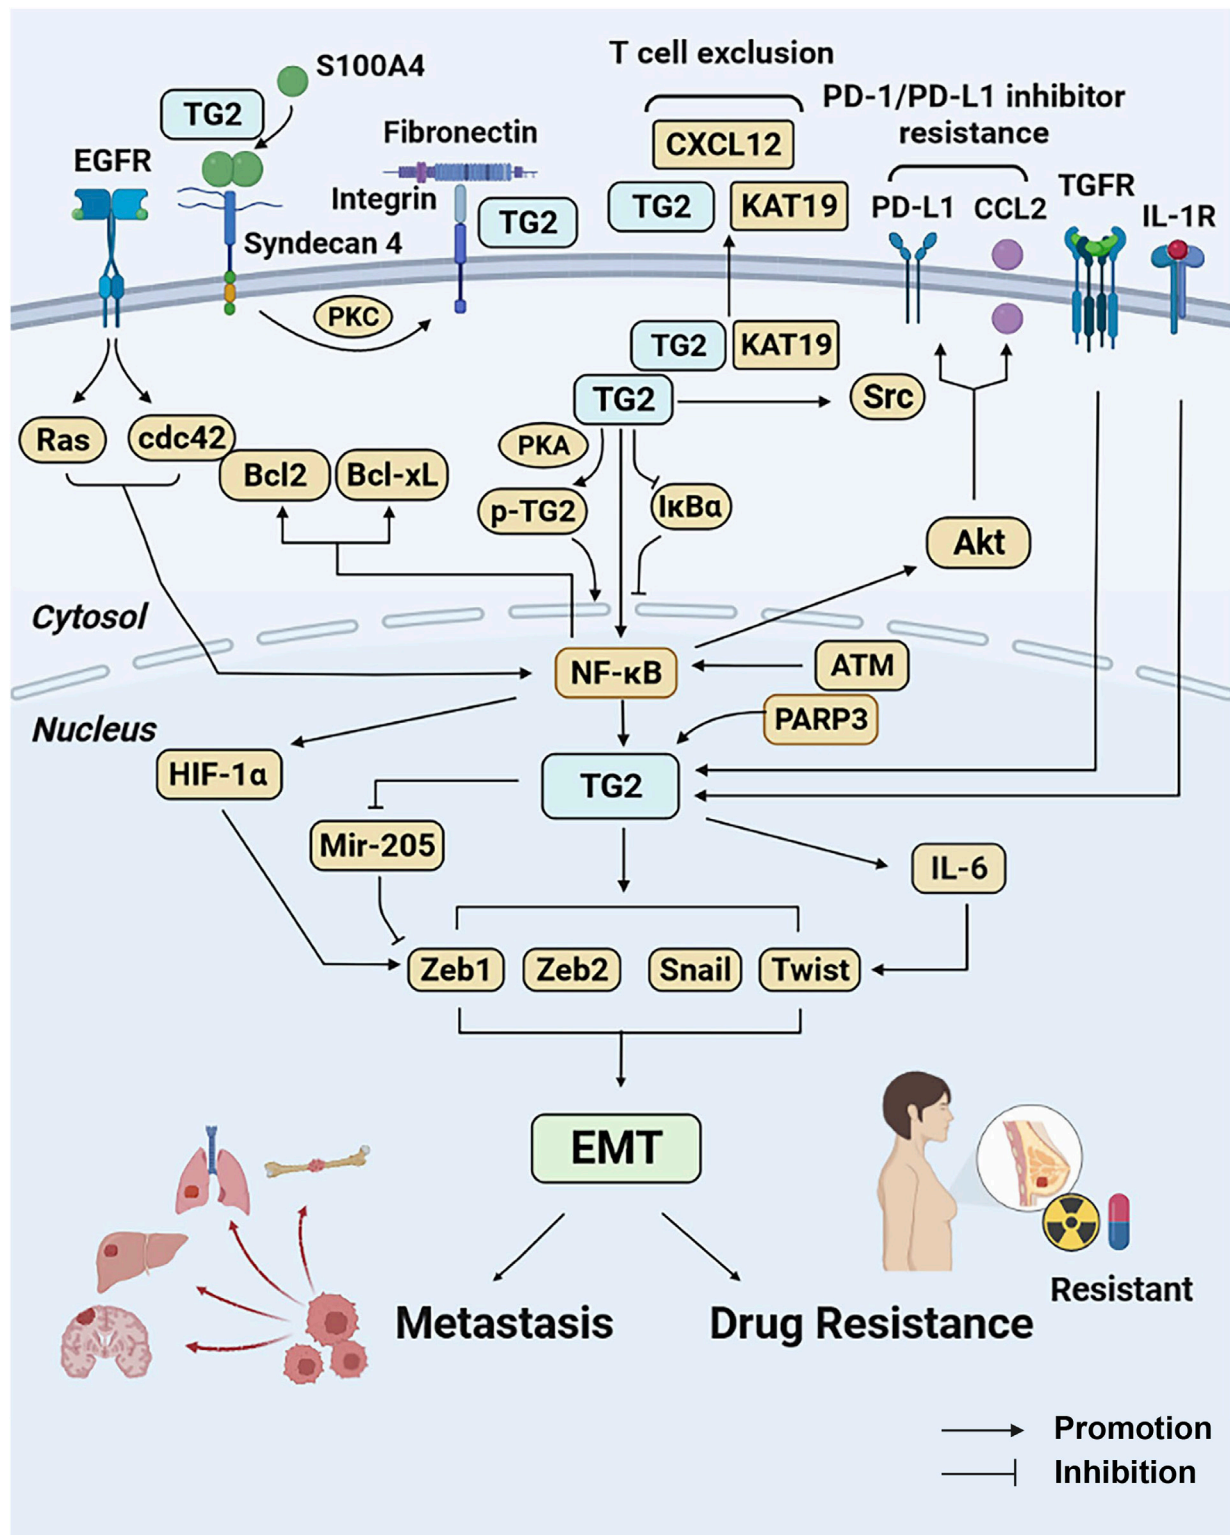 T cell exclusion
S100A4
TG2
PD-1/PD-L1 inhibitor
resistance
Fibronectin
CXCL12
EGFR
Integrin
TG2
TG2
KAT19
PD-L1
CCL2
TGFR
IL-1R
Syndecan 4
PKC
TG2
KAT19
TG2
Src
Ras
cdc42
PKA
Bcl2
Bcl-xL
p-TG2
IκBα
Akt
Cytosol
NF-κB
ATM
PARP3
Nucleus
HIF-1α
TG2
Mir-205
IL-6
Zeb1
Zeb2
Snail
Twist
EMT
Resistant
Metastasis
Drug Resistance
Promotion
Inhibition